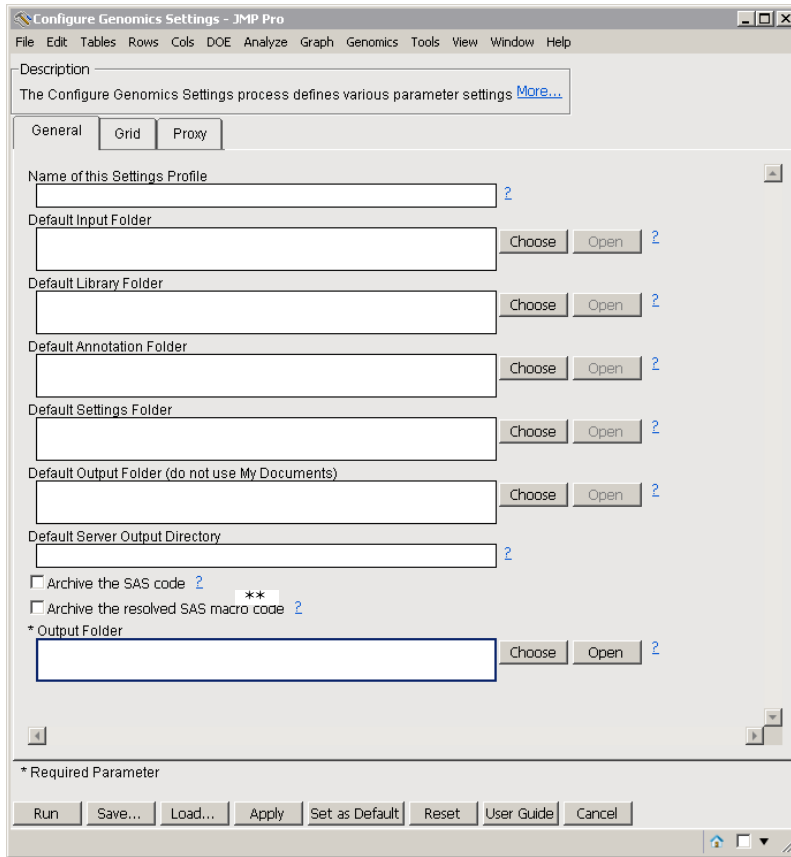 Configure Genomics Settings - JMP Pro
File Edit Tables Rows Cols DOE Analyze Graph Genomics Tools View Window Help
Description
The Configure Genomics Settings process defines various parameter settings More...
General Grid Proxy
Name of this Settings Profile
?
Default Input Folder
Choose Open ?
Default Library Folder
Choose Open ?
Default Annotation Folder
Choose Open ?
Default Settings Folder
Choose Open ?
Default Output Folder (do not use My Documents)
Choose Open ?
Default Server Output Directory
?
Archive the SAS code ?
**
Archive the resolved SAS macro code ?
* Output Folder
Choose Open ?
* Required Parameter
Run Save... Load... Apply Set as Default Reset User Guide Cancel